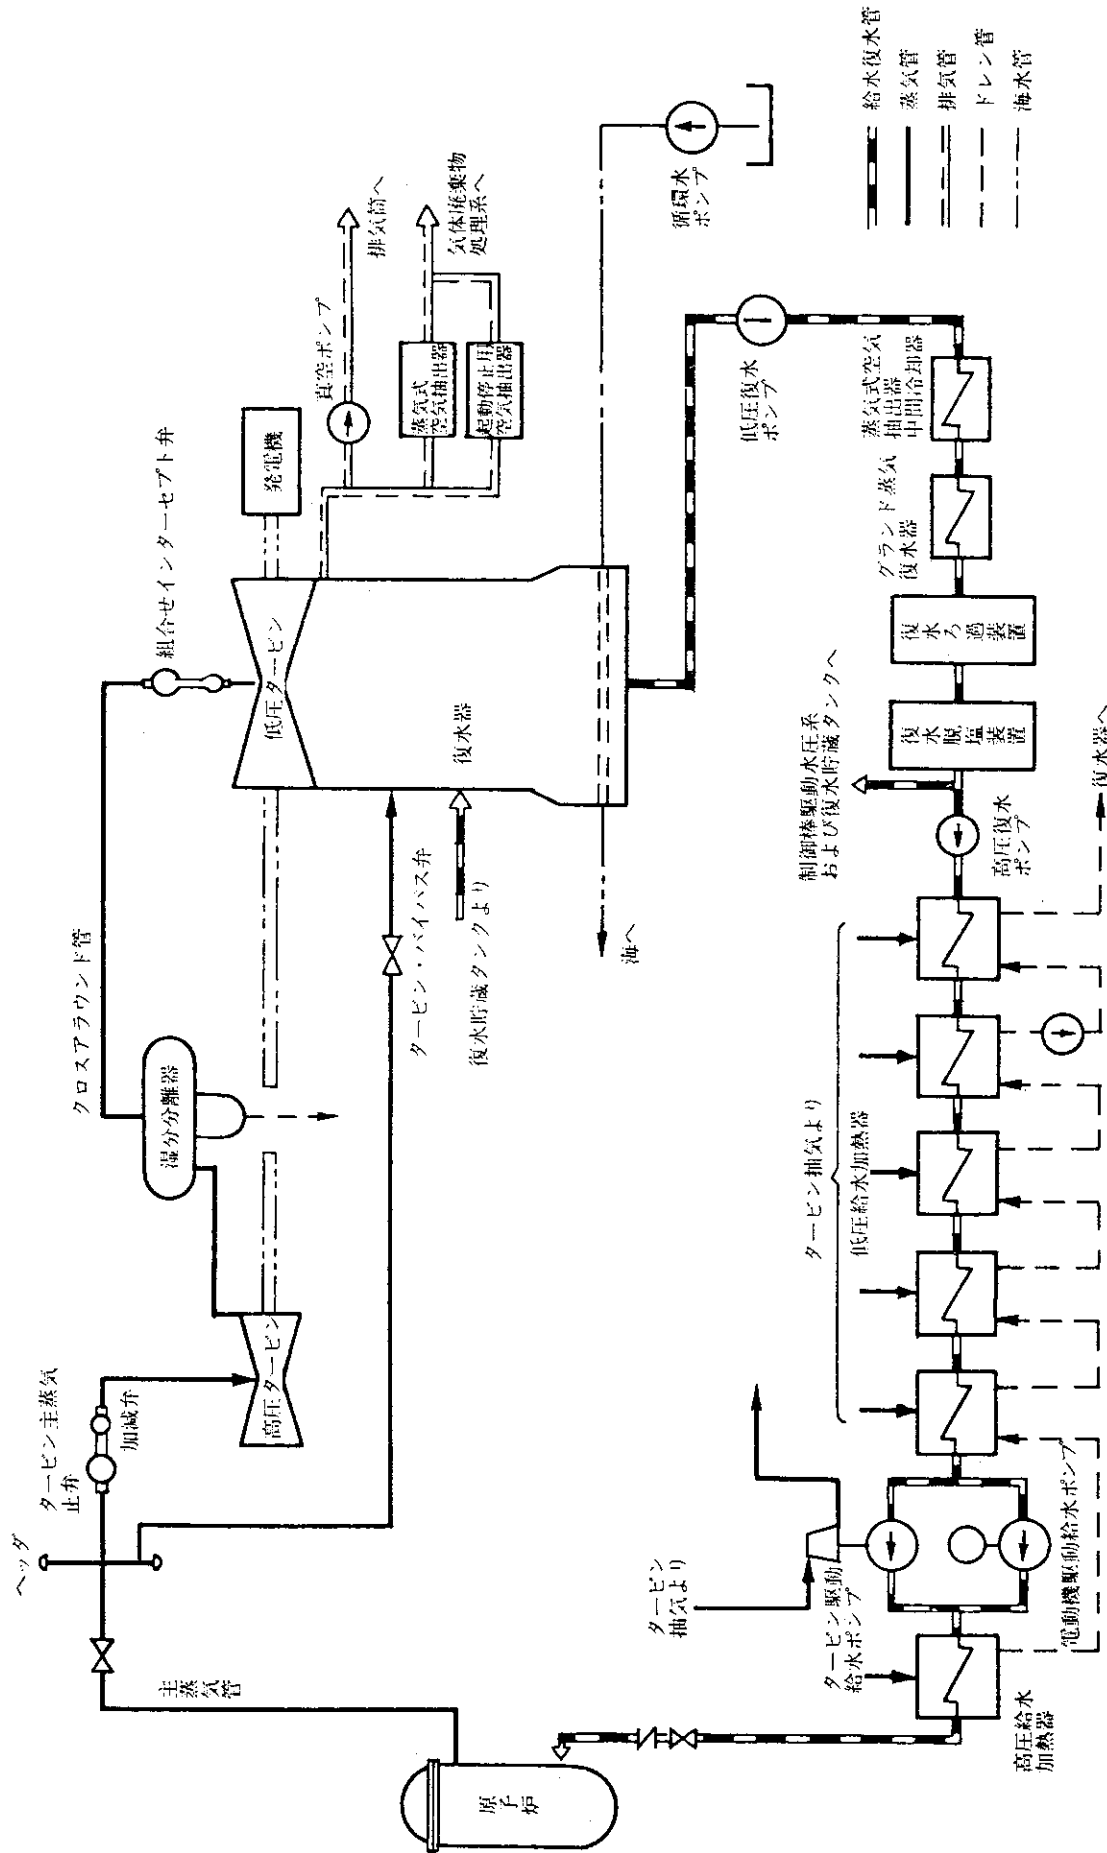 ヘッダ
タービン主蒸気
止弁
加減弁
主
蒸
気
管
原子炉
高圧タービン
湿分分離器
クロスアラウンド管
組合せインターセプト弁
低圧タービン
発電機
真空ポンプ
排気筒へ
蒸気式
空気抽出器
起動停止用
空気抽出器
気体廃棄物
処理系へ
復水器
タービン・バイパス弁
復水貯蔵タンクより
海へ
循環水
ポンプ
低圧復水
ポンプ
蒸気式空気
抽出器
中間冷却器
グランド蒸気
復水器
復水ろ過装置
復水脱塩装置
制御棒駆動水圧系
および復水貯蔵タンクへ
高圧復水
ポンプ
復水器へ
タービン抽気より
低圧給水加熱器
タービン
抽気より
タービン駆動
給水ポンプ
電動機駆動給水ポンプ
高圧給水
加熱器
給水復水管
蒸気管
排気管
ドレン管
海水管